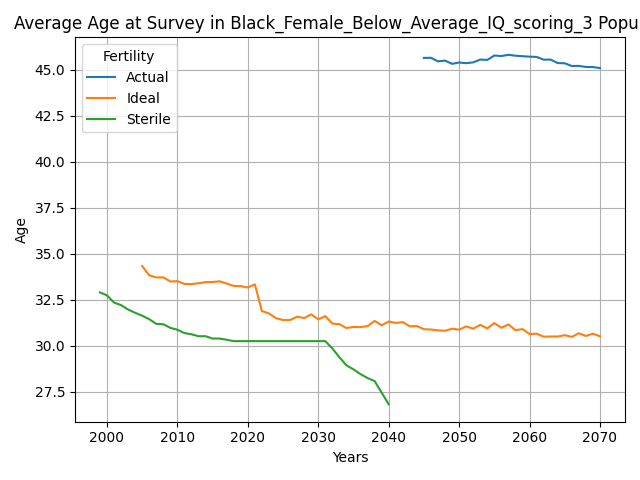 Average Age at Survey in Black_Female_Below_Average_IQ_scoring_3 Popu
Fertility
Actual
Ideal
Sterile
45.0
42.5
40.0
37.5
35.0
32.5
30.0
27.5
Age
2000 2010 2020 2030 2040 2050 2060 2070
Years